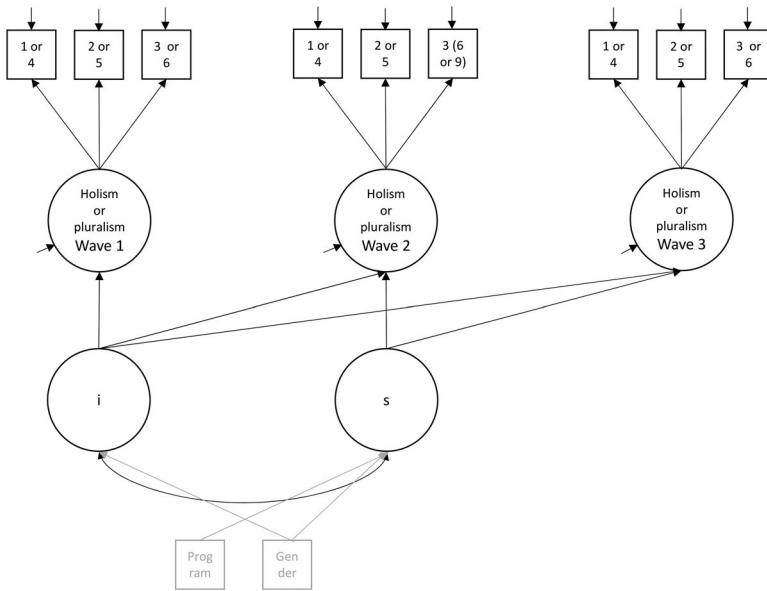 1 or
4
2 or
5
3 or
6
1 or
4
2 or
5
3 (6
or 9)
1 or
4
2 or
5
3 or
6
Holism
or
pluralism
Wave 1
Holism
or
pluralism
Wave 2
Holism
or
pluralism
Wave 3
i
s
Prog
ram
Gen
der